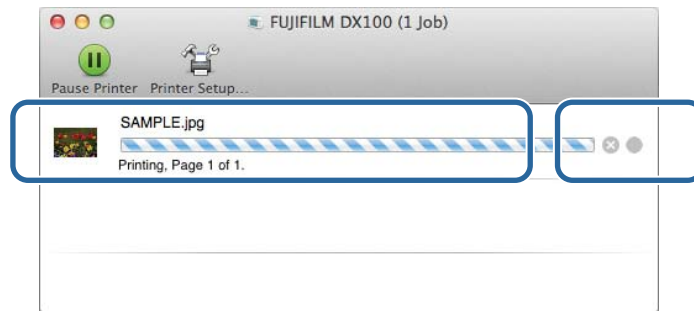 FUJIFILM DX100 (1 Job)
Pause Printer Printer Setup...
SAMPLE.jpg
Printing, Page 1 of 1.